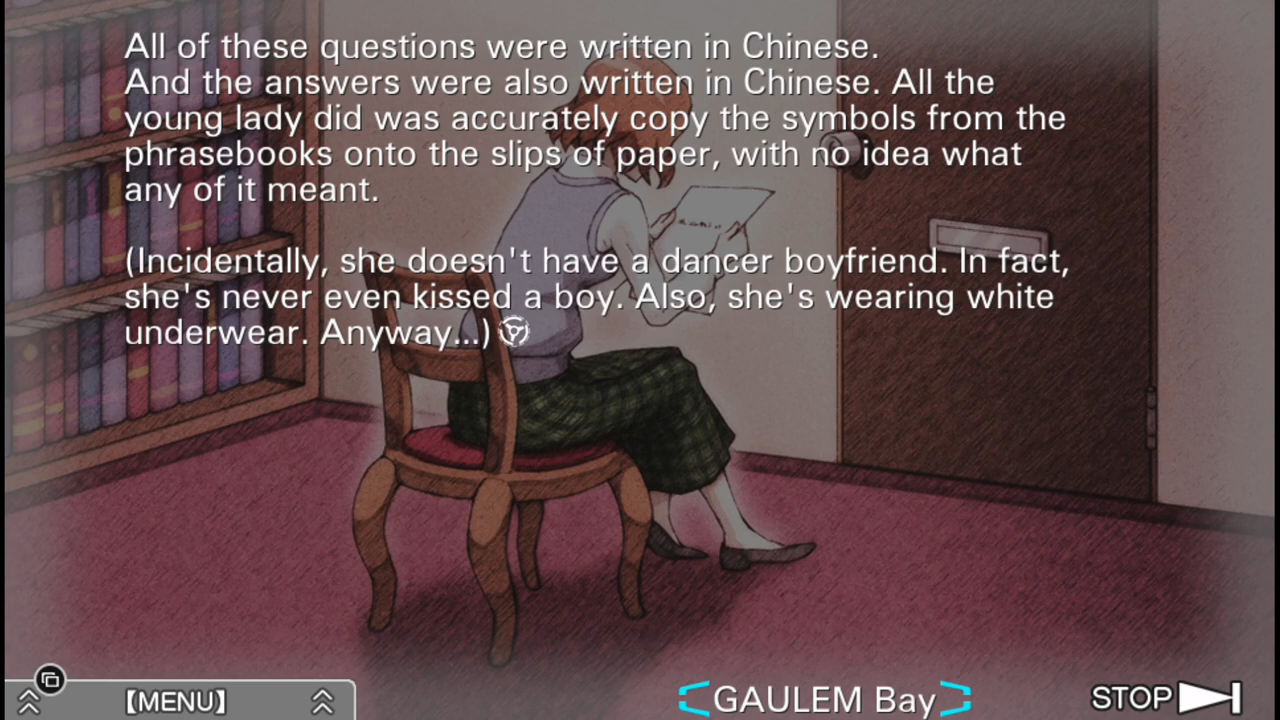 All of these questions were written in Chinese.
And the answers were also written in Chinese. All the
young lady did was accurately copy the symbols from the
phrasebooks onto the slips of paper, with no idea what
any of it meant.
(Incidentally, she doesn't have a dancer boyfriend. In fact,
she's never even kissed a boy. Also, she's wearing white
underwear. Anyway...)
【MENU】
GAULEM Bay
STOP